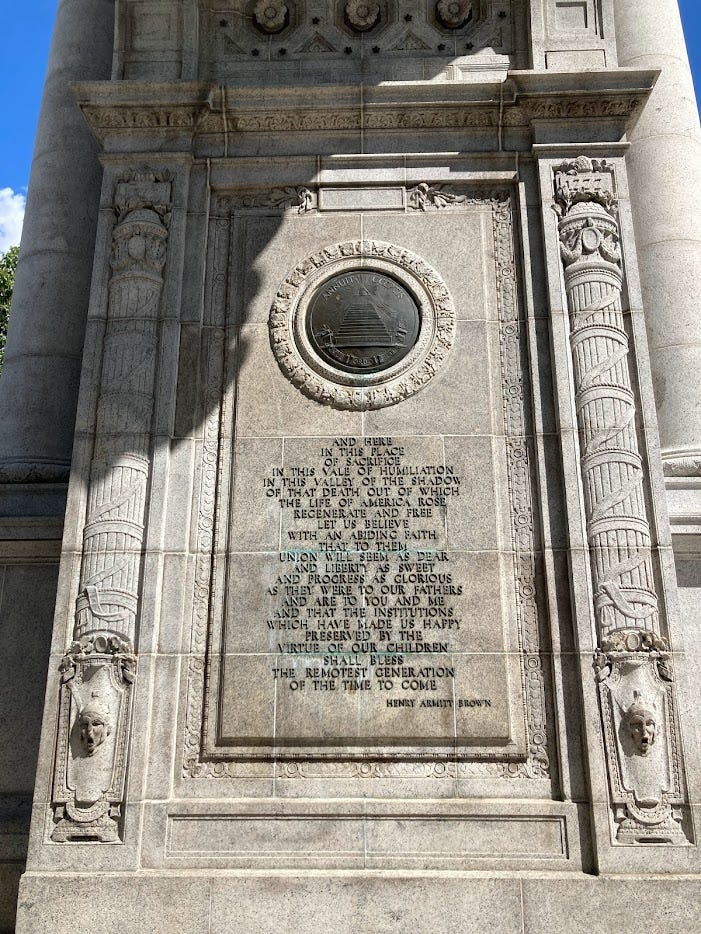 1777
ANNUIT COEPTIS
AND HERE
IN THIS PLACE
OF SACRIFICE
IN THIS VALE OF HUMILIATION
IN THIS VALLEY OF THE SHADOW
OF THAT DEATH OUT OF WHICH
THE LIFE OF AMERICA ROSE
REGENERATE AND FREE
LET US BELIEVE
WITH AN ABIDING FAITH
THAT TO THEM
UNION WILL SEEM AS DEAR
AND LIBERTY AS SWEET
AND PROGRESS AS GLORIOUS
AS THEY WERE TO OUR FATHERS
AND ARE TO YOU AND ME
AND THAT THE INSTITUTIONS
WHICH HAVE MADE US HAPPY
PRESERVED BY THE
VIRTUE OF OUR CHILDREN
SHALL BLESS
THE REMOTEST GENERATION
OF THE TIME TO COME
HENRY ARMITT BROWN